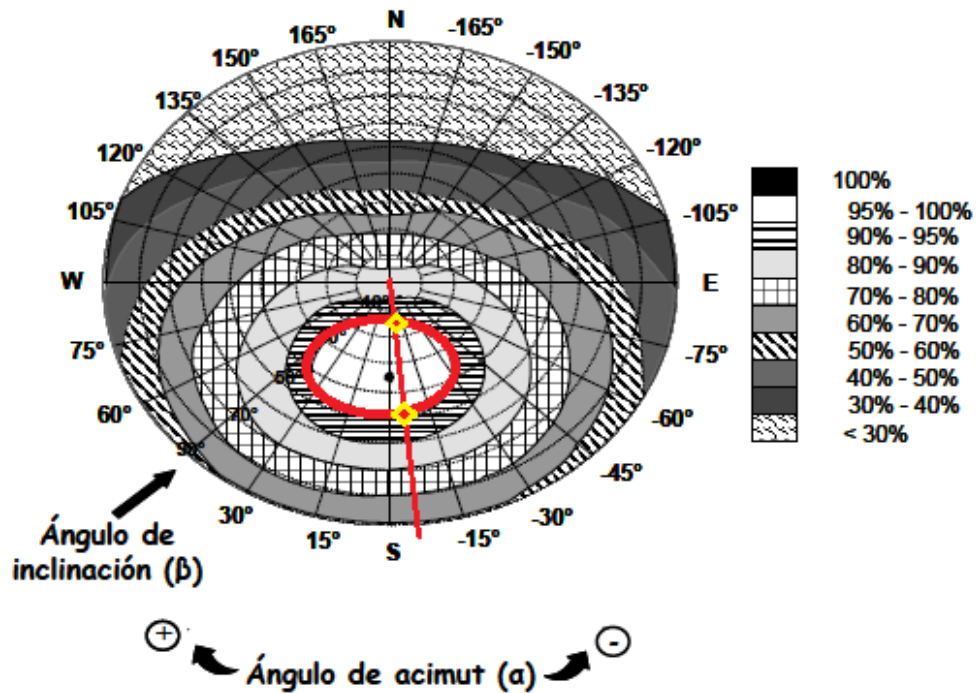 N
165º
-165º
150º
-150º
135º
-135º
120º
-120º
105º
-105º
W
E
75º
-75º
60º
-60º
-45º
30º
-30º
15º
-15º
S
70º
90º
100%
95% - 100%
90% - 95%
80% - 90%
70% - 80%
60% - 70%
50% - 60%
40% - 50%
30% - 40%
< 30%
Ángulo de
inclinación (β)
+
-
Ángulo de acimut (α)